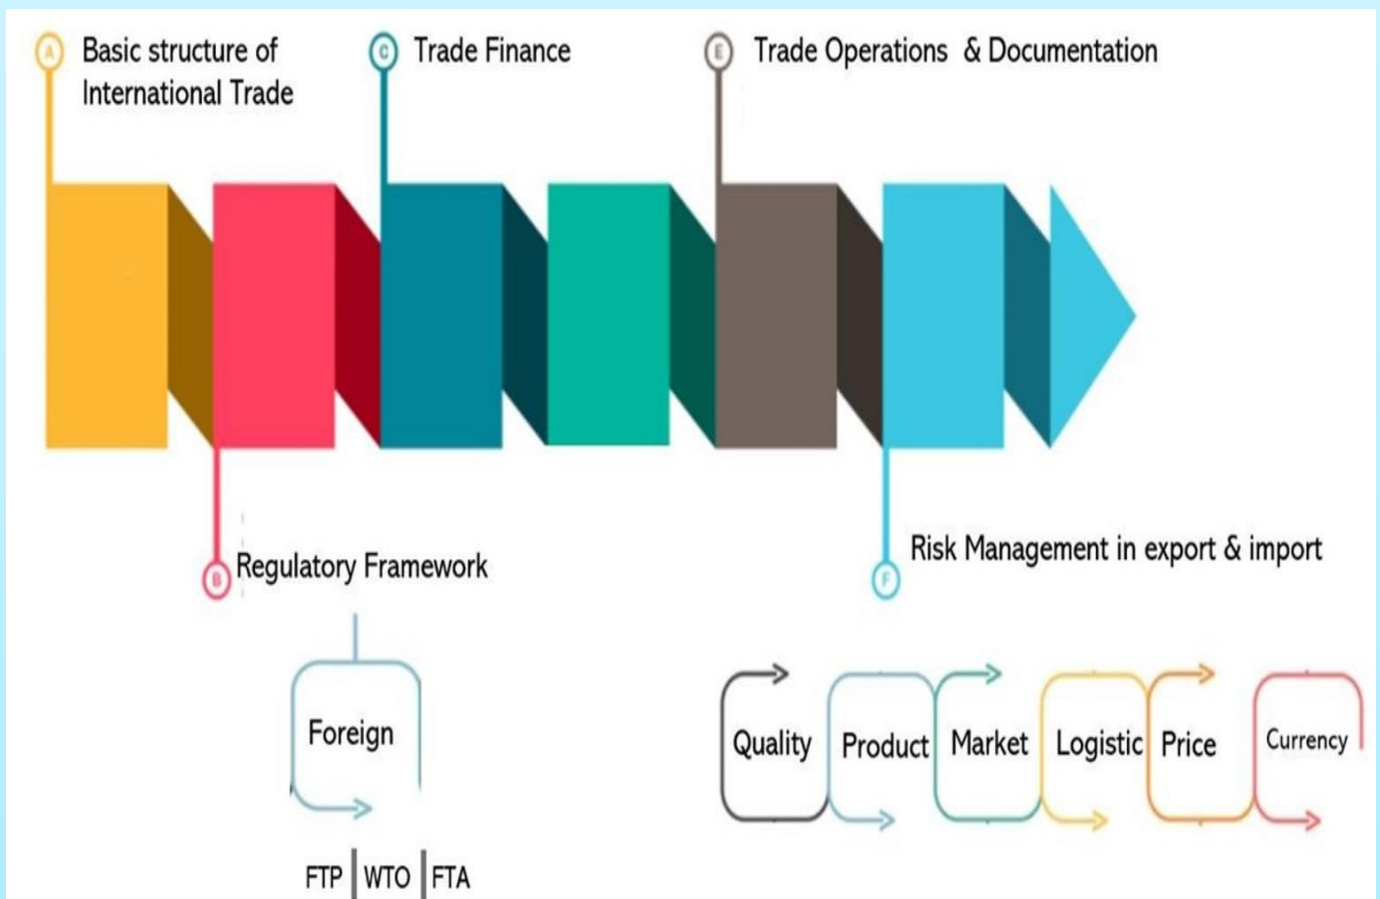 A Basic structure of
International Trade
C Trade Finance
E Trade Operations & Documentation
B Regulatory Framework
F Risk Management in export & import
Foreign
FTP | WTO | FTA
Quality Product Market Logistic Price Currency